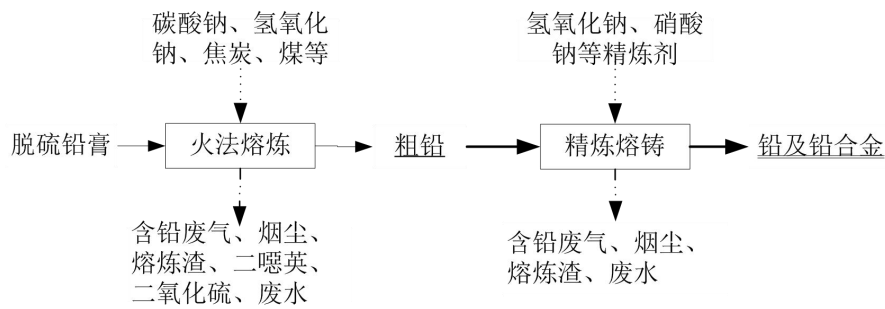 碳酸钠、氢氧化
钠、焦炭、煤等
氢氧化钠、硝酸
钠等精炼剂
脱硫铅膏
火法熔炼
粗铅
精炼熔铸
铅及铅合金
含铅废气、烟尘、
熔炼渣、二噁英、
二氧化硫、废水
含铅废气、烟尘、
熔炼渣、废水